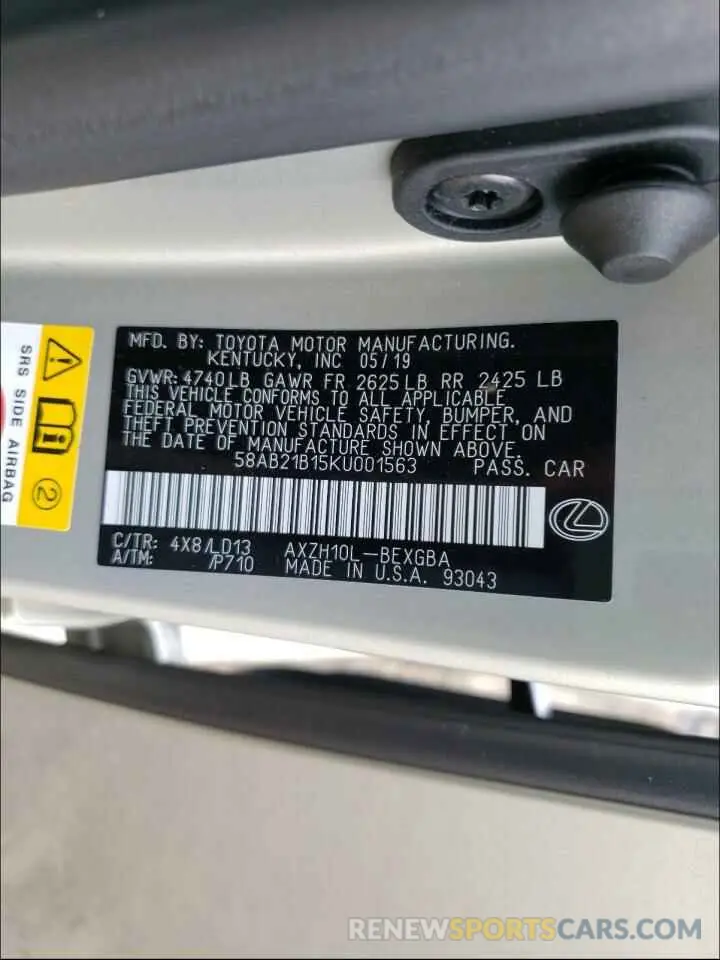 MFD. BY: TOYOTA MOTOR MANUFACTURING.
KENTUCKY, INC 05/19
GVWR: 4740LB GAWR FR 2625LB RR 2425 LB
THIS VEHICLE CONFORMS TO ALL APPLICABLE
FEDERAL MOTOR VEHICLE SAFETY, BUMPER, AND
THEFT PREVENTION STANDARDS IN EFFECT ON
THE DATE OF MANUFACTURE SHOWN ABOVE.
58AB21B15KU001563 PASS. CAR
C/TR: 4X8/LD13 AXZH10L-BEXGBA
A/TM: /P710 MADE IN U.S.A. 93043
SRS SIDE AIRBAG
2
RENEWSPORTSCARS.COM